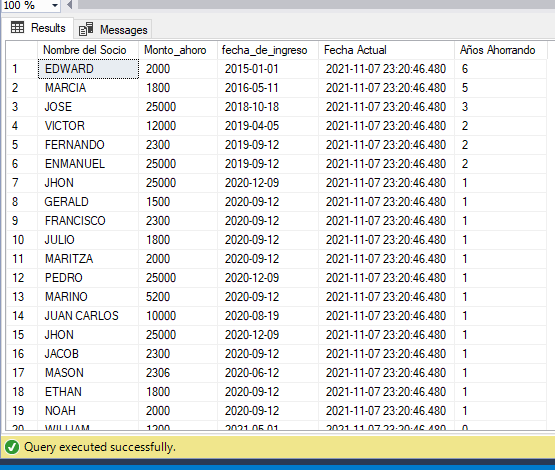 100 %
Results Messages
Nombre del Socio Monto_ahoro fecha_de_ingreso Fecha Actual Años Ahorrando
1 EDWARD 2000 2015-01-01 2021-11-07 23:20:46.480 6
2 MARCIA 1800 2016-05-11 2021-11-07 23:20:46.480 5
3 JOSE 25000 2018-10-18 2021-11-07 23:20:46.480 3
4 VICTOR 12000 2019-04-05 2021-11-07 23:20:46.480 2
5 FERNANDO 2300 2019-09-12 2021-11-07 23:20:46.480 2
6 ENMANUEL 25000 2019-09-12 2021-11-07 23:20:46.480 2
7 JHON 25000 2020-12-09 2021-11-07 23:20:46.480 1
8 GERALD 1500 2020-09-12 2021-11-07 23:20:46.480 1
9 FRANCISCO 2300 2020-09-12 2021-11-07 23:20:46.480 1
10 JULIO 1800 2020-09-12 2021-11-07 23:20:46.480 1
11 MARITZA 2000 2020-09-12 2021-11-07 23:20:46.480 1
12 PEDRO 25000 2020-12-09 2021-11-07 23:20:46.480 1
13 MARINO 5200 2020-09-12 2021-11-07 23:20:46.480 1
14 JUAN CARLOS 10000 2020-08-19 2021-11-07 23:20:46.480 1
15 JHON 25000 2020-12-09 2021-11-07 23:20:46.480 1
16 JACOB 2300 2020-09-12 2021-11-07 23:20:46.480 1
17 MASON 2306 2020-06-12 2021-11-07 23:20:46.480 1
18 ETHAN 1800 2020-09-12 2021-11-07 23:20:46.480 1
19 NOAH 2000 2020-09-12 2021-11-07 23:20:46.480 1
20 WILLIAM 1200 2021-05-01 2021-11-07 23:20:46.480 0
Query executed successfully.